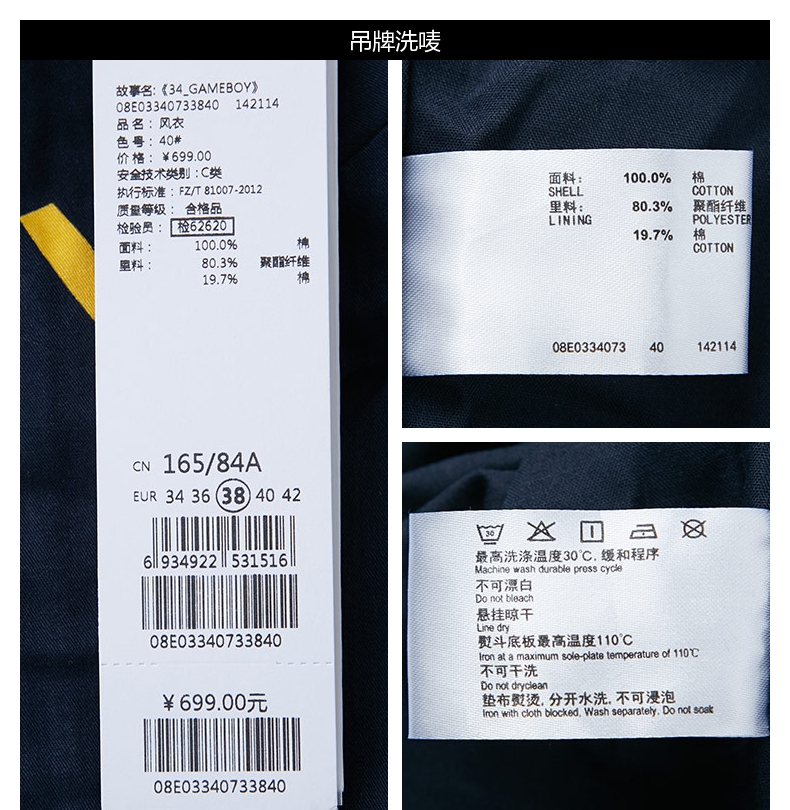 吊牌洗唛
故事名:《34_GAMEBOY》
08E03340733840 142114
品名：风衣
色号：40#
价格：￥699.00
安全技术类别：C类
执行标准：FZ/T 81007-2012
质量等级：合格品
检验员：检62620
面料： 100.0% 棉
里料： 80.3% 聚酯纤维
19.7% 棉
CN 165/84A
EUR 34 36 38 40 42
6 934922 531516
08E03340733840
￥699.00元
08E03340733840
面料： 100.0% 棉
SHELL COTTON
里料： 80.3% 聚酯纤维
LINING POLYESTER
19.7% 棉
COTTON
08E0334073 40 142114
30
最高洗涤温度30℃, 缓和程序
Machine wash durable press cycle
不可漂白
Do not bleach
悬挂晾干
Line dry
熨斗底板最高温度110℃
Iron at a maximum sole-plate temperature of 110℃
不可干洗
Do not dryclean
垫布熨烫, 分开水洗, 不可浸泡
Iron with cloth blocked, Wash separately, Do not soak